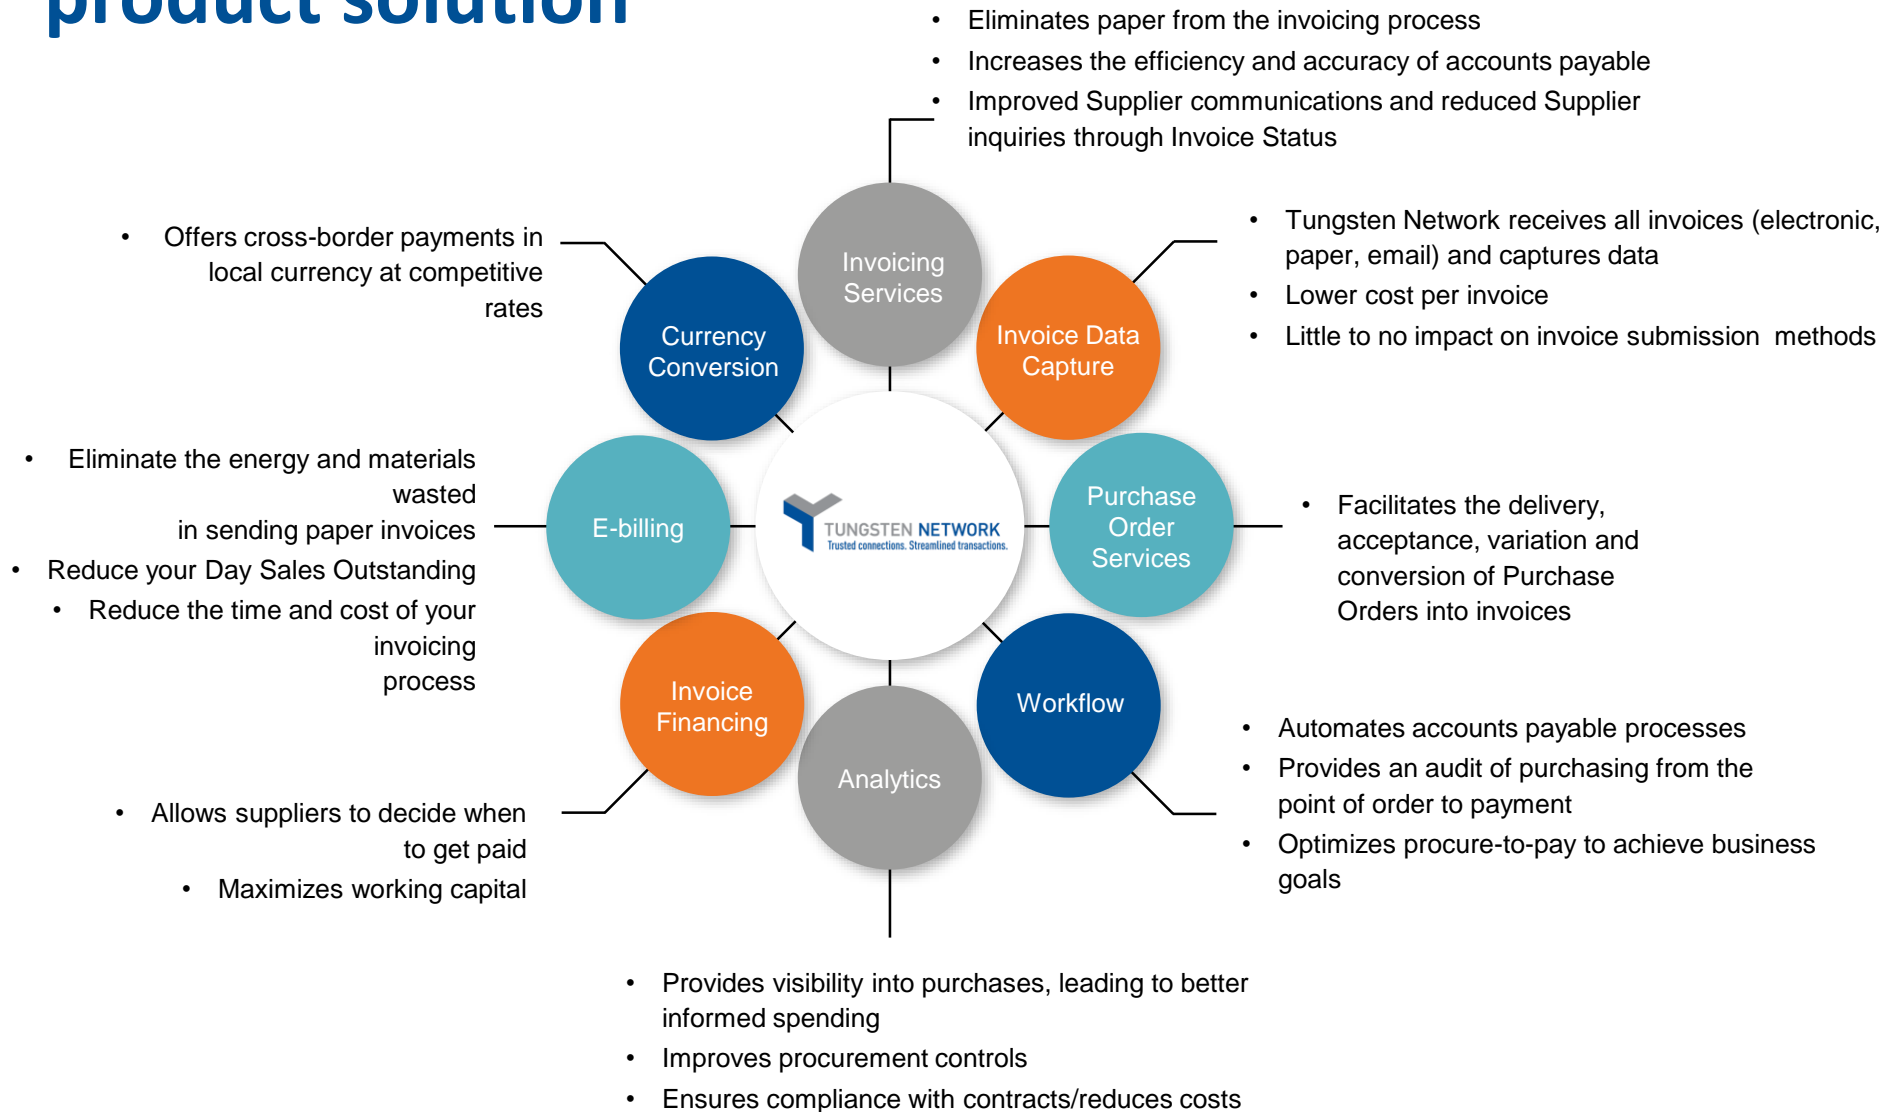 product solution
• Eliminates paper from the invoicing process
• Increases the efficiency and accuracy of accounts payable
• Improved Supplier communications and reduced Supplier
inquiries through Invoice Status
• Offers cross-border payments in
local currency at competitive
rates
• Tungsten Network receives all invoices (electronic,
paper, email) and captures data
• Lower cost per invoice
• Little to no impact on invoice submission methods
Invoicing
Services
Currency
Conversion
Invoice Data
Capture
• Eliminate the energy and materials
wasted
in sending paper invoices
• Reduce your Day Sales Outstanding
• Reduce the time and cost of your
invoicing
process
E-billing
TUNGSTEN NETWORK
Trusted connections. Streamlined transactions.
Purchase
Order
Services
• Facilitates the delivery,
acceptance, variation and
conversion of Purchase
Orders into invoices
Invoice
Financing
Workflow
Analytics
• Allows suppliers to decide when
to get paid
• Maximizes working capital
• Automates accounts payable processes
• Provides an audit of purchasing from the
point of order to payment
• Optimizes procure-to-pay to achieve business
goals
• Provides visibility into purchases, leading to better
informed spending
• Improves procurement controls
• Ensures compliance with contracts/reduces costs